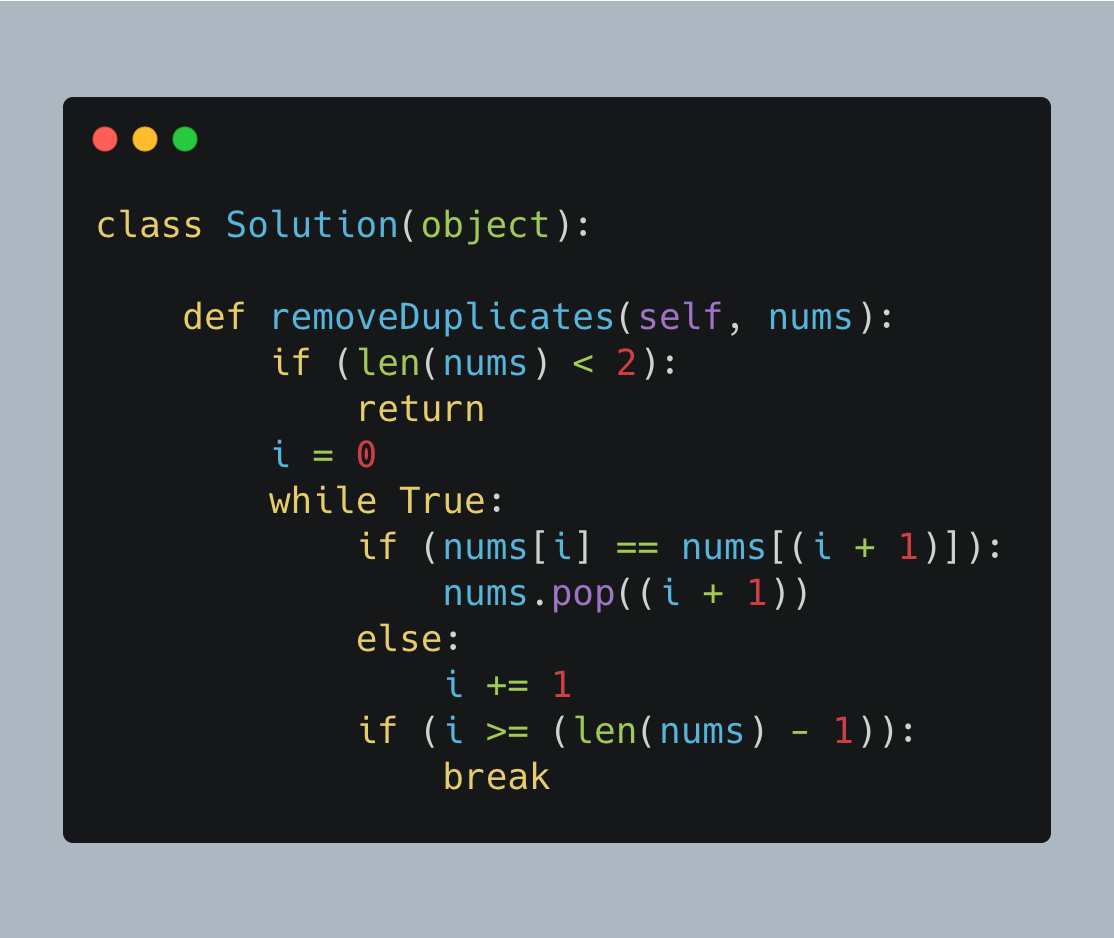 class Solution(object):
    def removeDuplicates(self, nums):
        if (len(nums) < 2):
            return
        i = 0
        while True:
            if (nums[i] == nums[(i + 1)]):
                nums.pop((i + 1))
            else:
                i += 1
            if (i >= (len(nums) - 1)):
                break